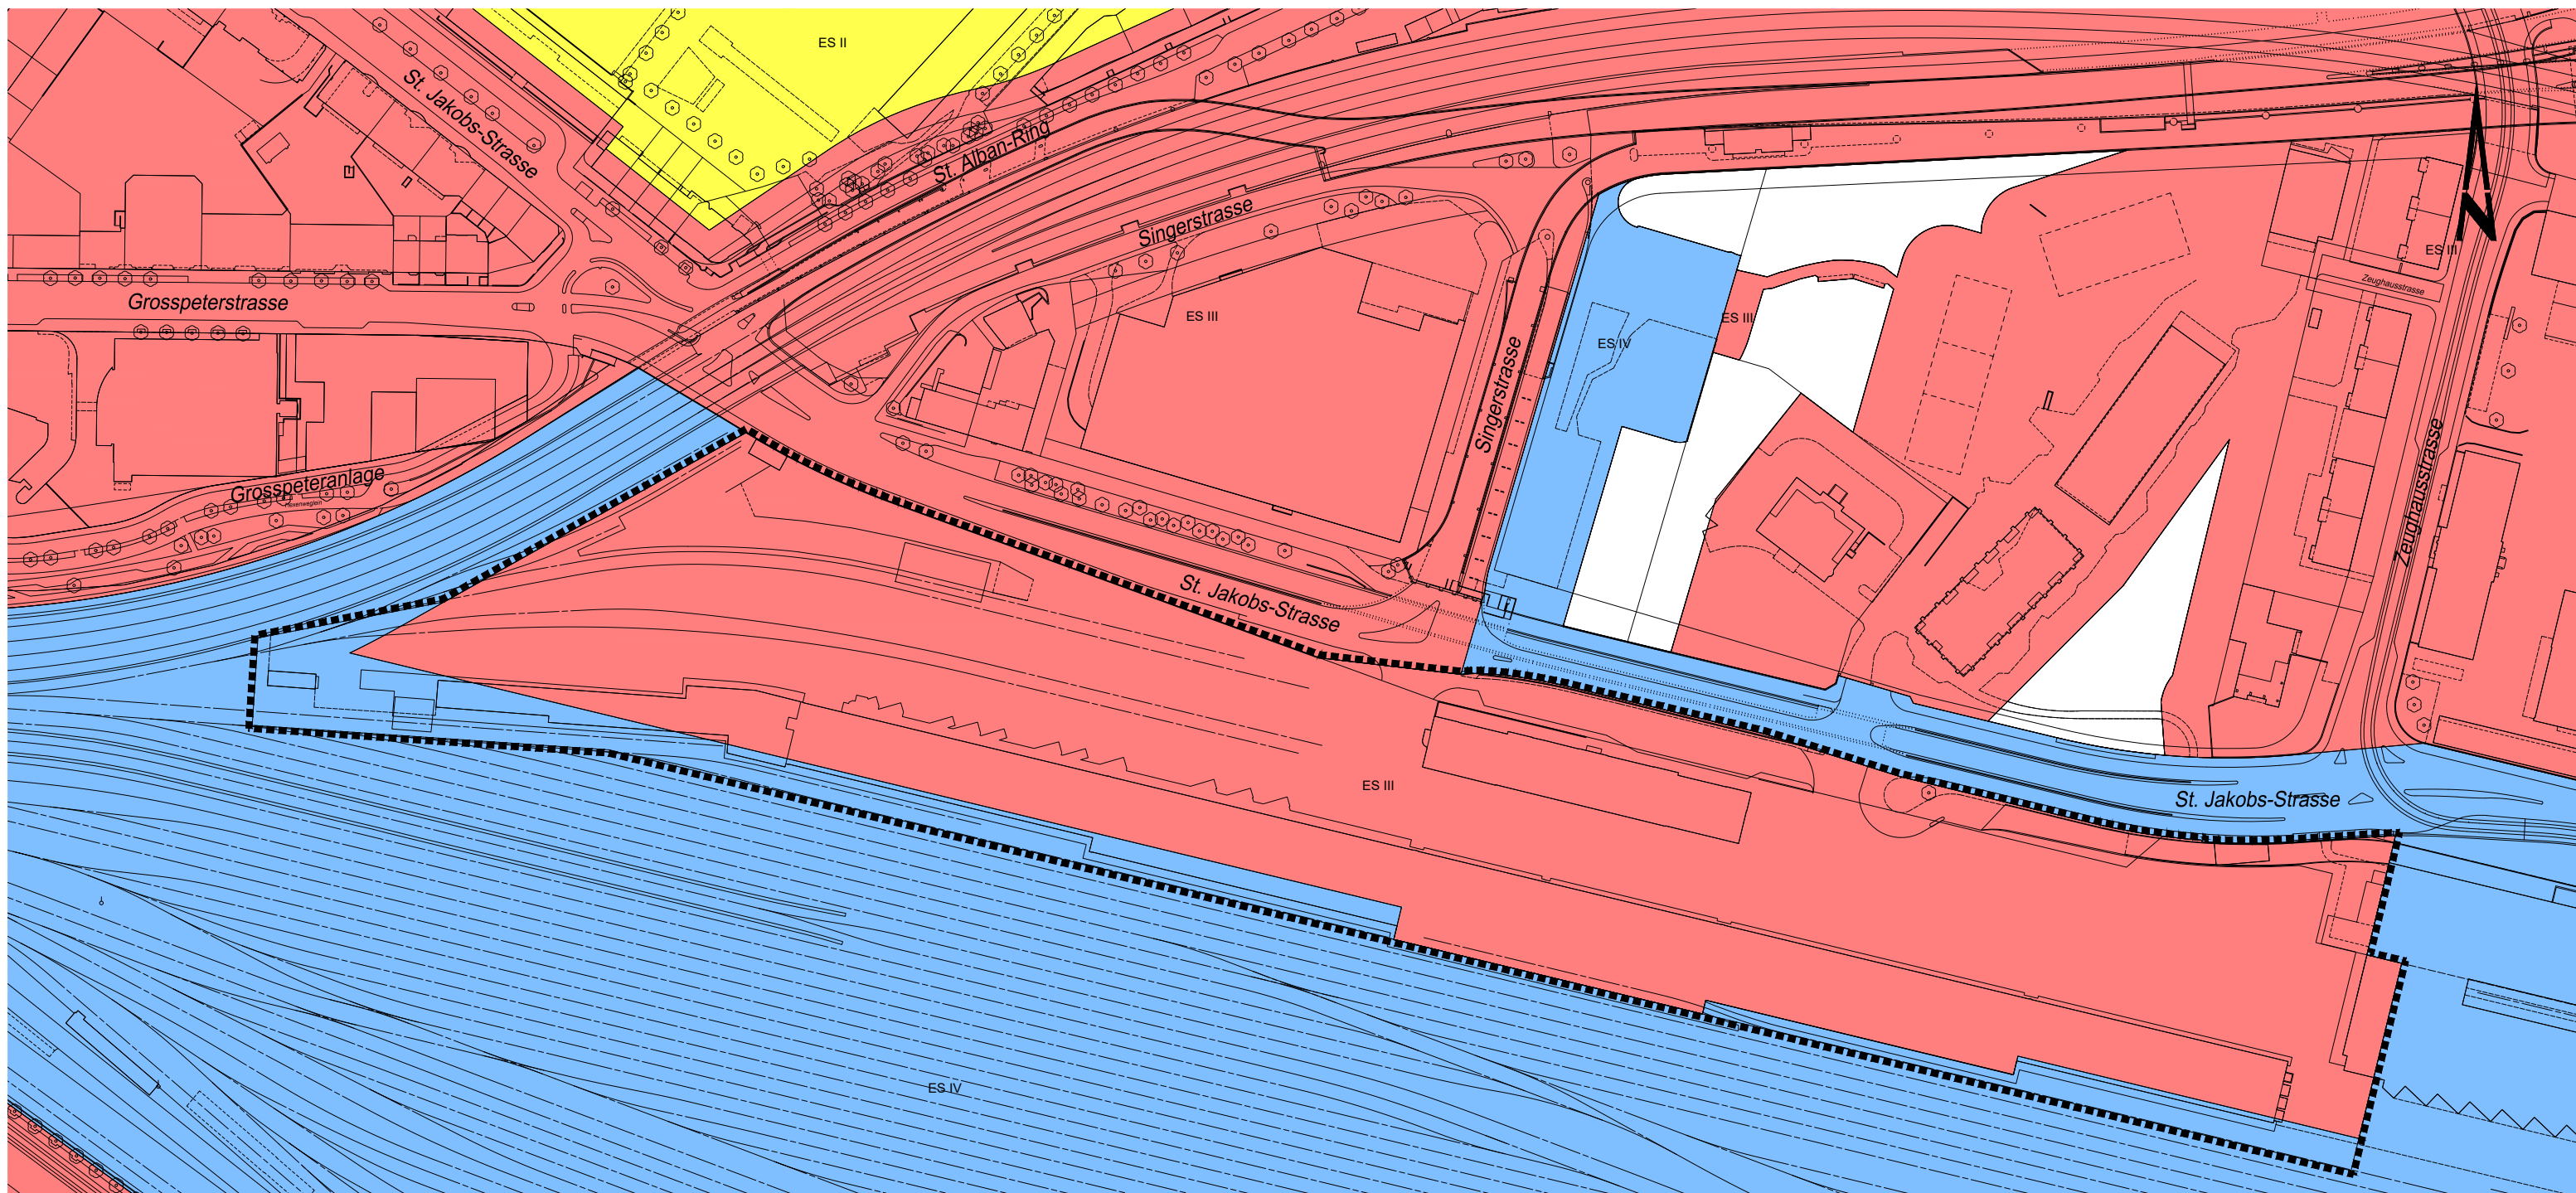 ES II
St. Jakobs-Strasse
St. Alban-Ring
Singerstrasse
ES III
Zeughausstrasse
Grosspeterstrasse
ES III
ES III
ES IV
Singerstrasse
Zeughausstrasse
Grosspeteranlage
Hexenweglein
St. Jakobs-Strasse
ES III
St. Jakobs-Strasse
ES IV
N